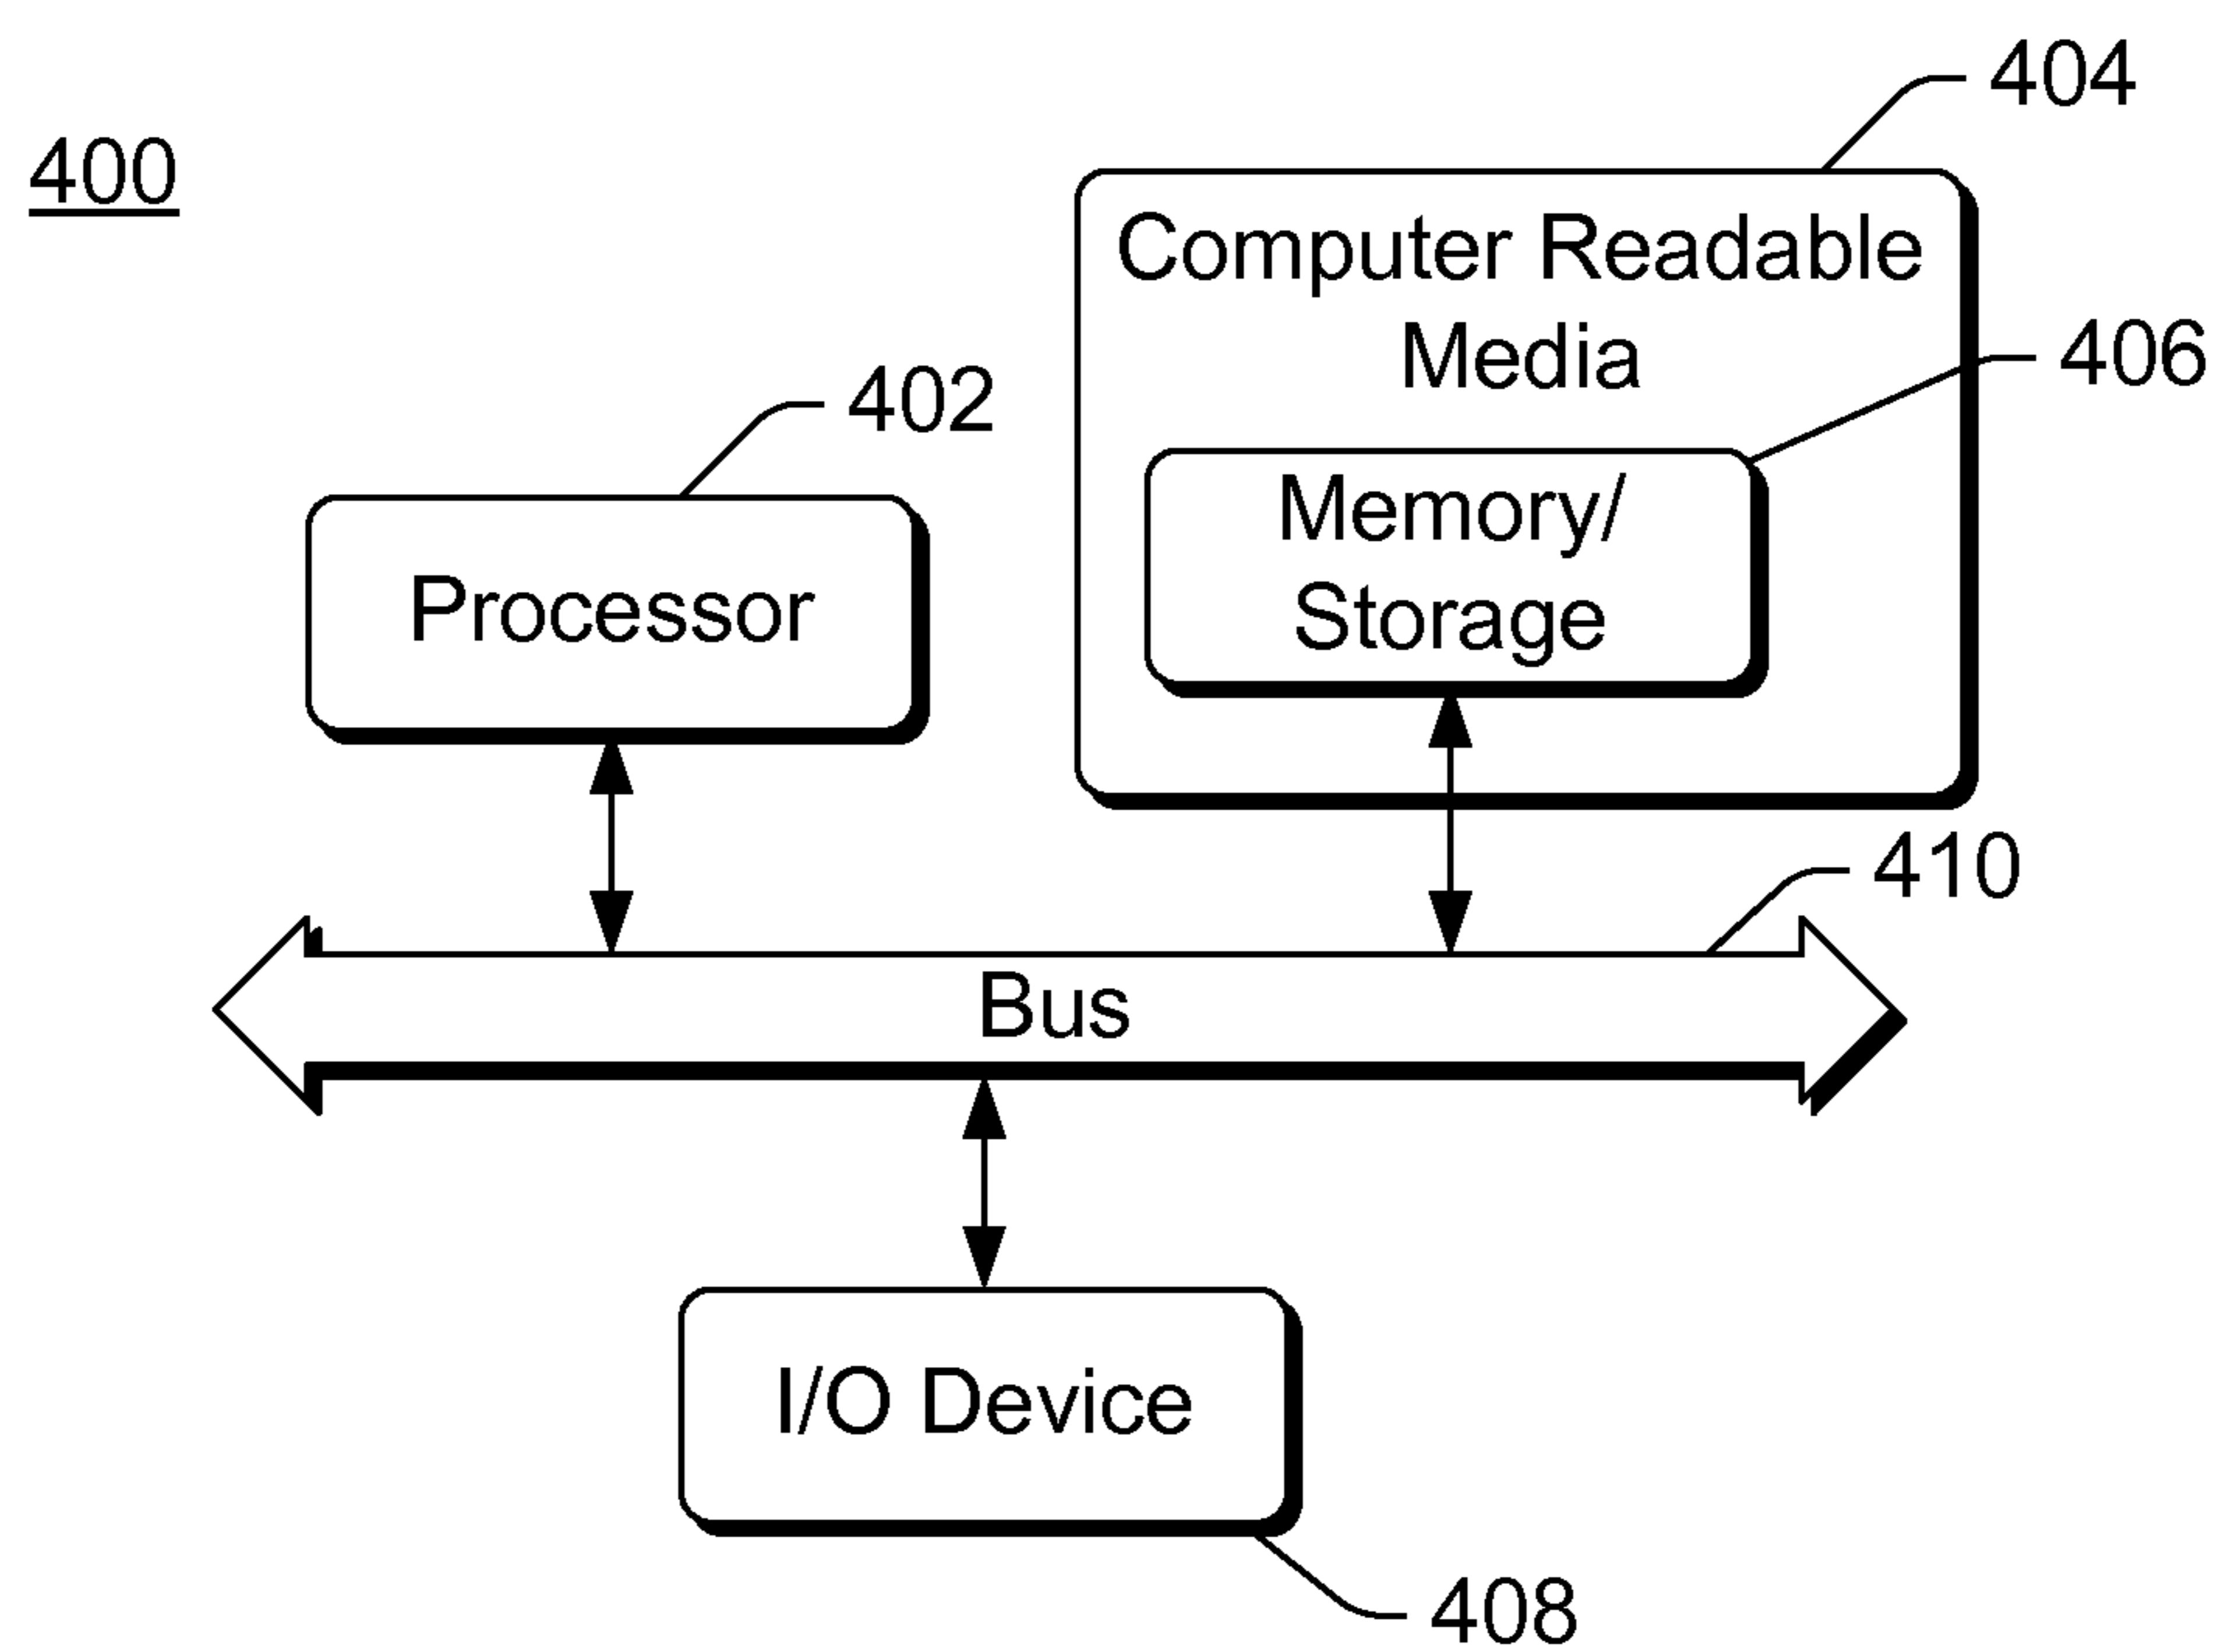 400
404
Computer Readable
Media
406
402
Memory/
Storage
Processor
410
Bus
I/O Device
408